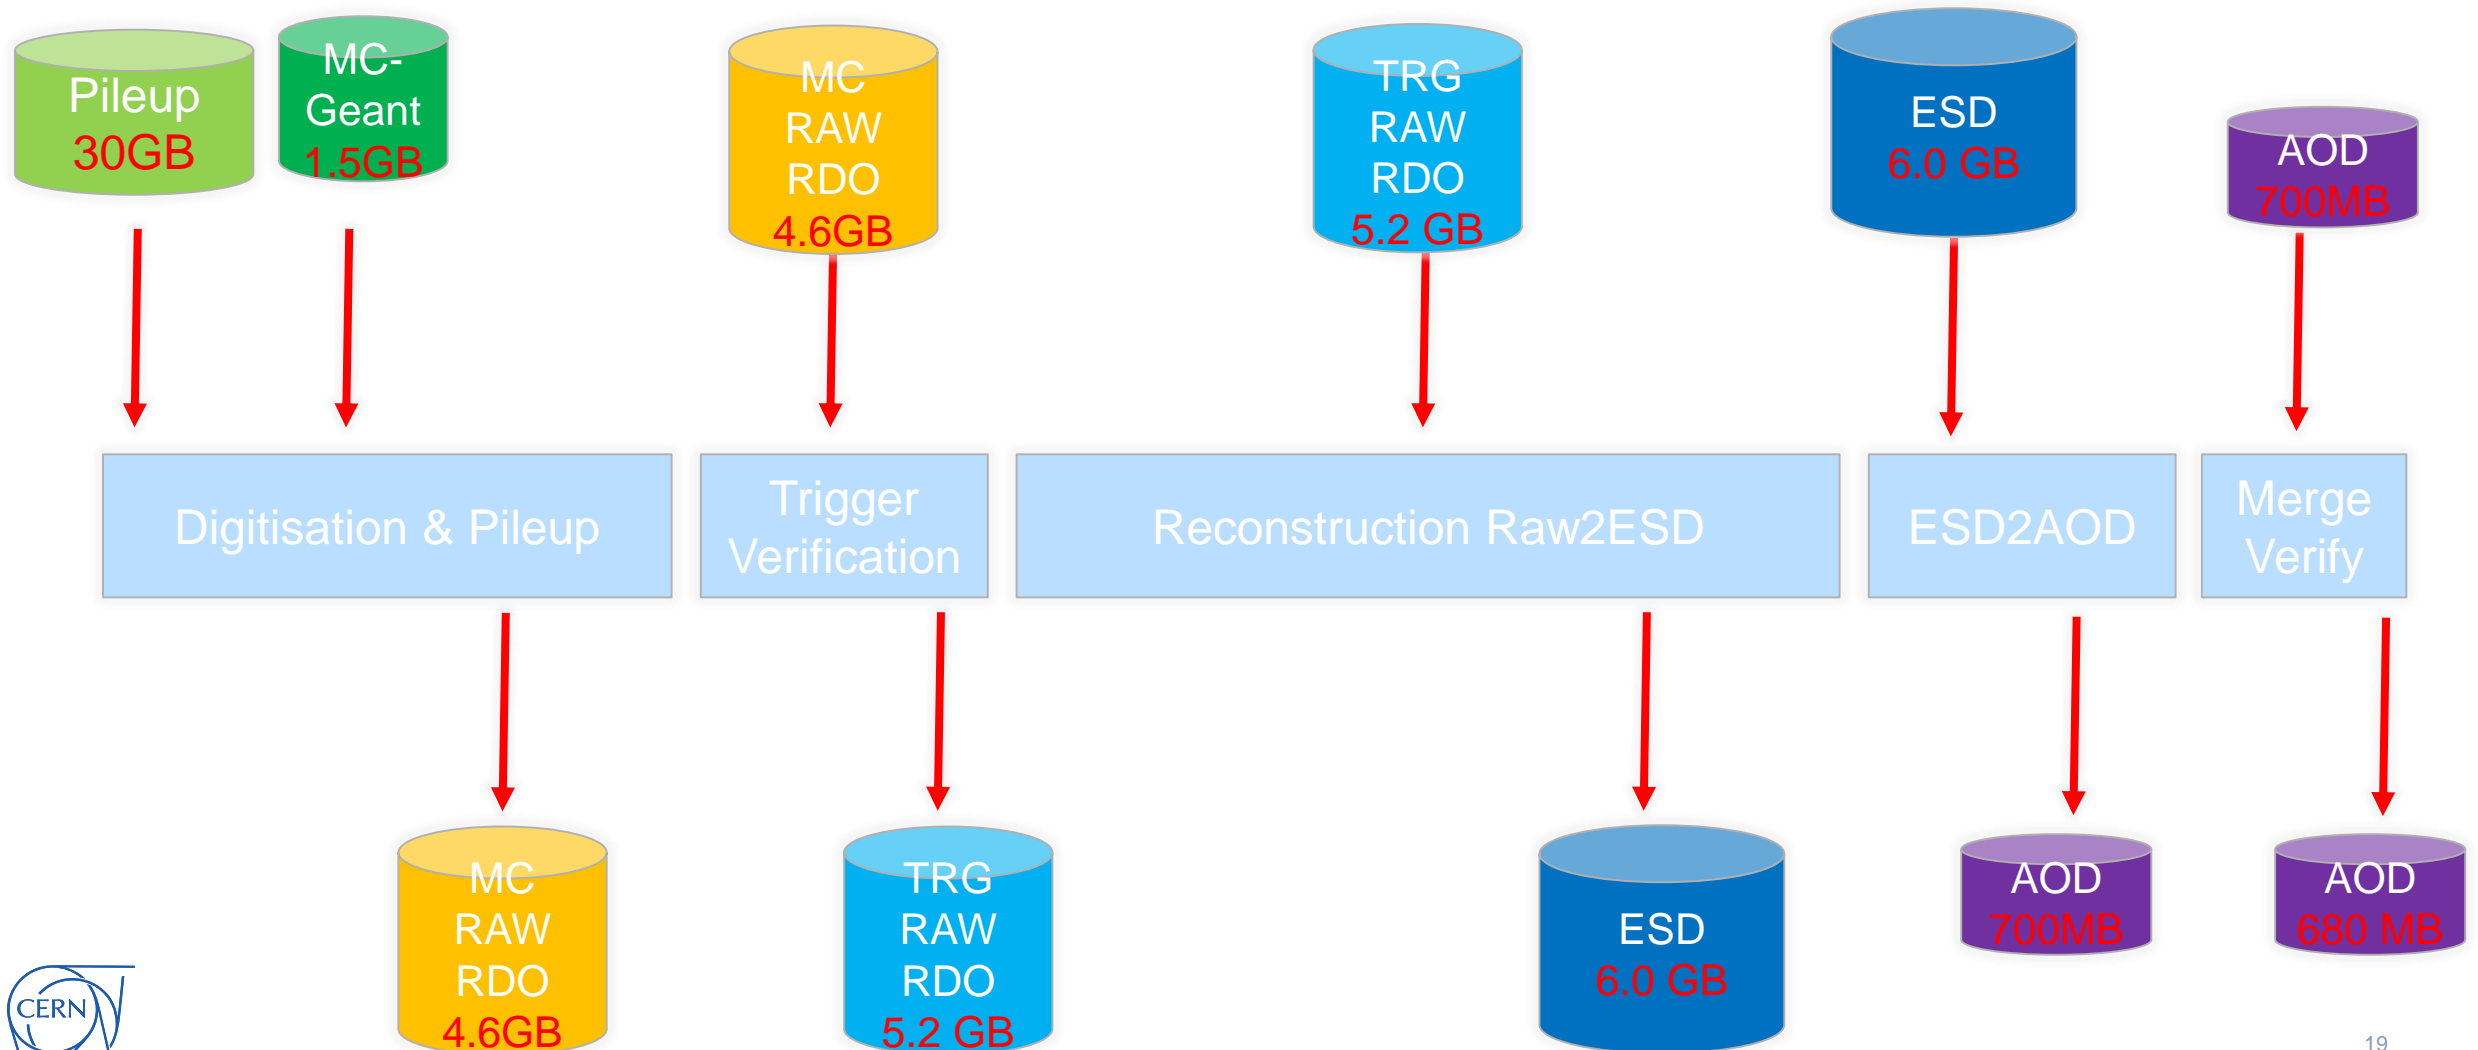 Pileup
30GB
MC-
Geant
1.5GB
MC
RAW
RDO
4.6GB
TRG
RAW
RDO
5.2 GB
ESD
6.0 GB
AOD
700MB
Digitisation & Pileup
Trigger
Verification
Reconstruction Raw2ESD
ESD2AOD
Merge
Verify
MC
RAW
RDO
4.6GB
TRG
RAW
RDO
5.2 GB
ESD
6.0 GB
AOD
700MB
AOD
680 MB
CERN
19